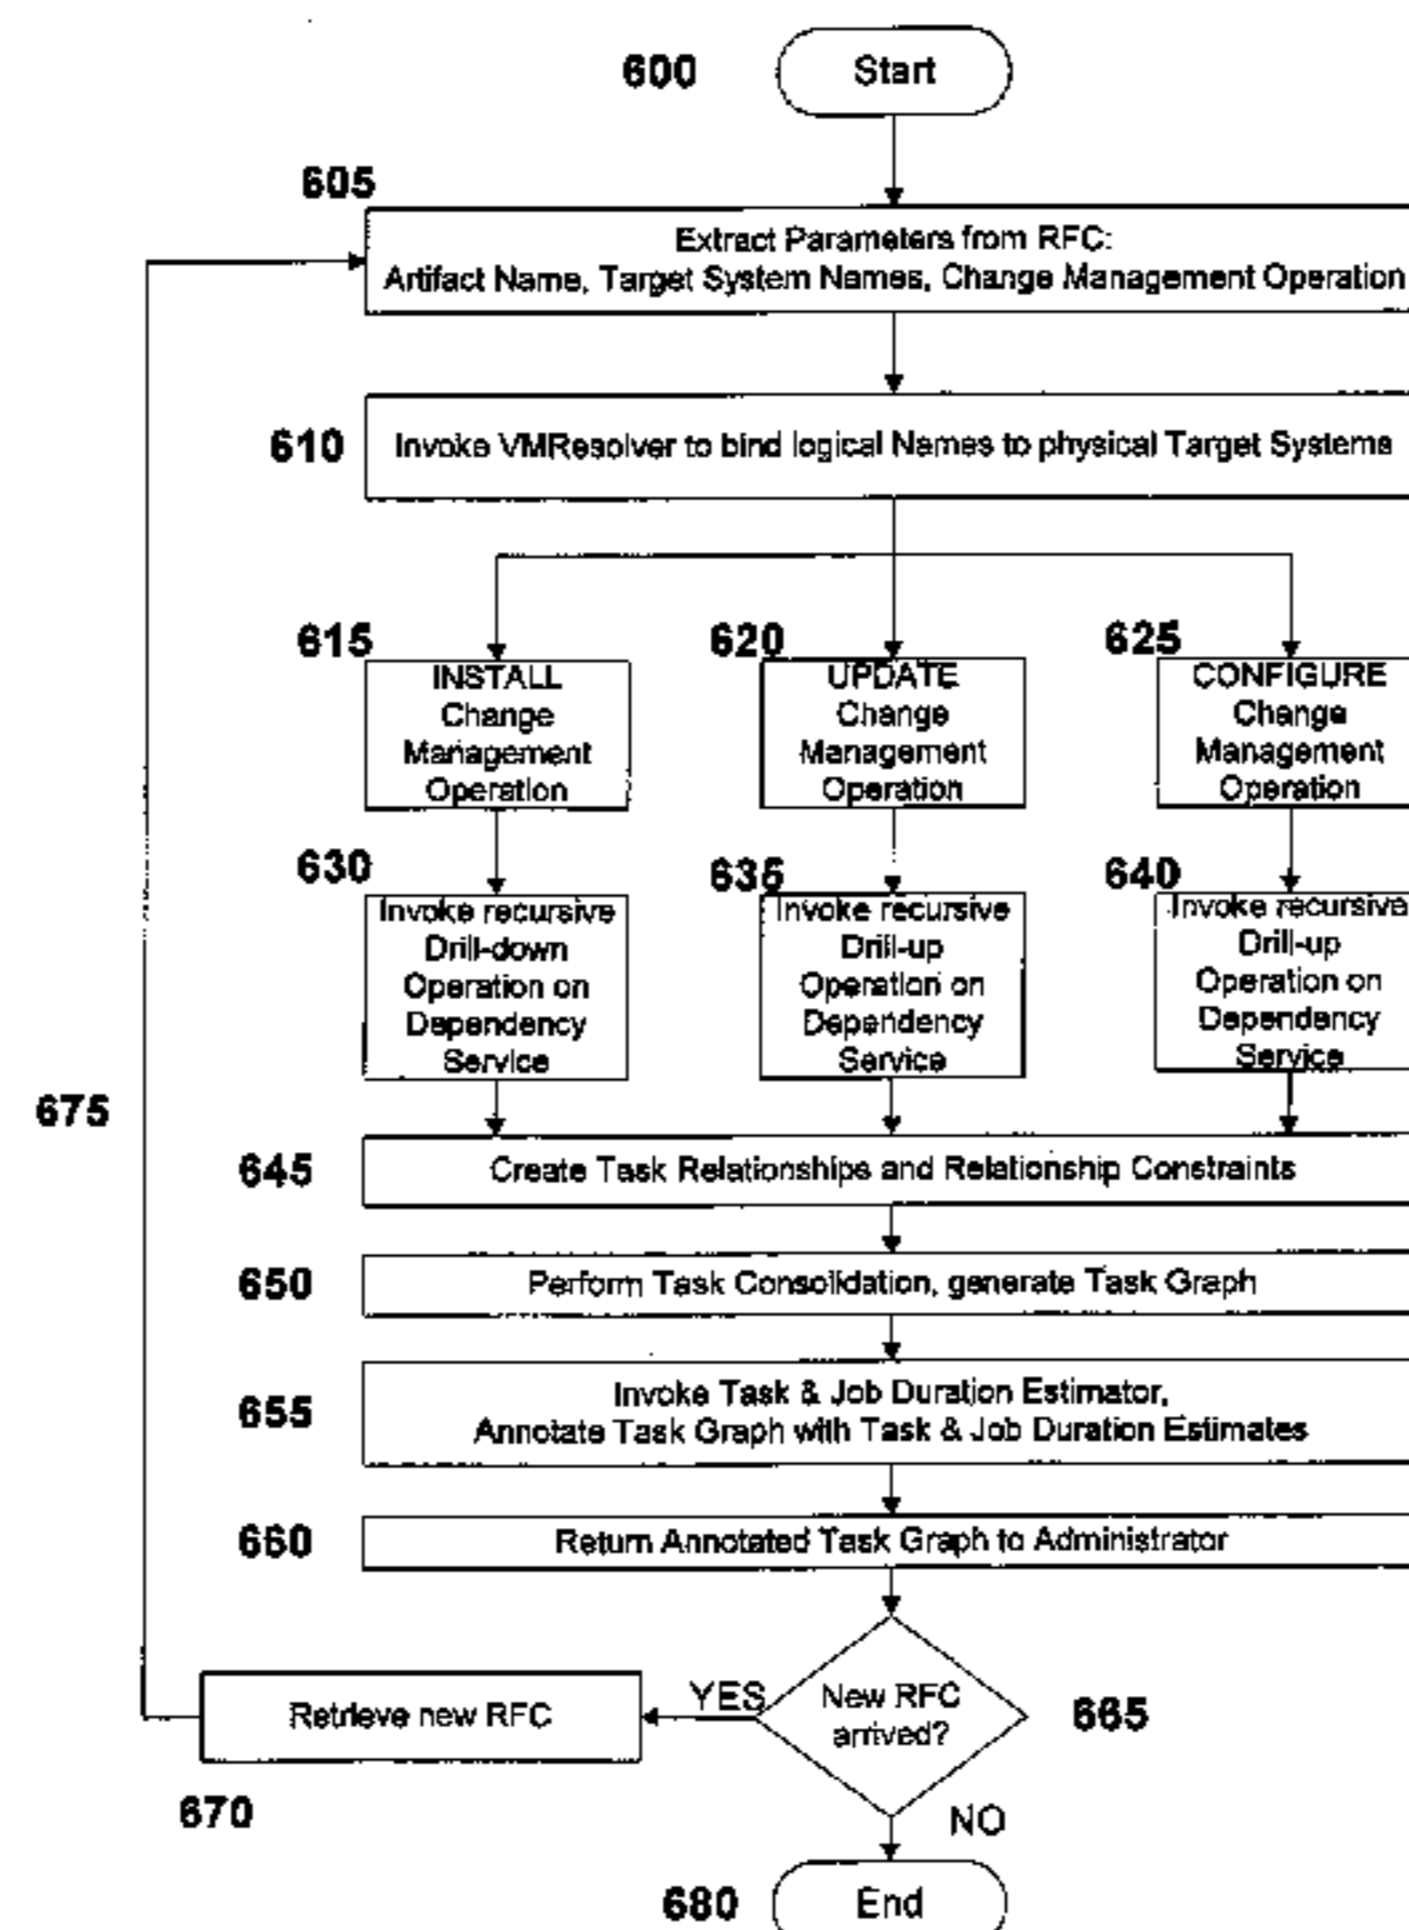 600
Start
605
Extract Parameters from RFC:
Artifact Name, Target System Names, Change Management Operation
610
Invoke VMResolver to bind logical Names to physical Target Systems
615
INSTALL
Change
Management
Operation
620
UPDATE
Change
Management
Operation
625
CONFIGURE
Change
Management
Operation
630
Invoke recursive
Drill-down
Operation on
Dependency
Service
635
Invoke recursive
Drill-up
Operation on
Dependency
Service
640
Invoke recursive
Drill-up
Operation on
Dependency
Service
675
645
Create Task Relationships and Relationship Constraints
650
Perform Task Consolidation, generate Task Graph
655
Invoke Task & Job Duration Estimator,
Annotate Task Graph with Task & Job Duration Estimates
660
Return Annotated Task Graph to Administrator
Retrieve new RFC
YES
New RFC
arrived?
665
670
NO
680
End